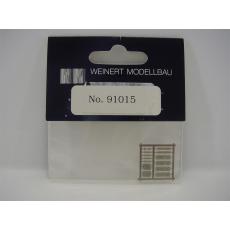 WEINERT MODELLBAU
No. 91015